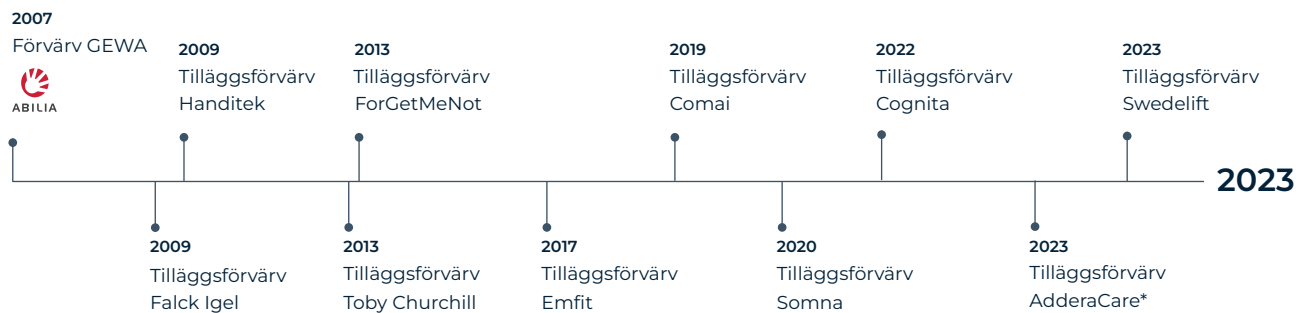 2007
Förvärv GEWA
ABILIA
2009
Tilläggsförvärv
Handitek
2013
Tilläggsförvärv
ForGetMeNot
2019
Tilläggsförvärv
Comai
2022
Tilläggsförvärv
Cognita
2023
Tilläggsförvärv
Swedelift
2023
2009
Tilläggsförvärv
Falck Igel
2013
Tilläggsförvärv
Toby Churchill
2017
Tilläggsförvärv
Emfit
2020
Tilläggsförvärv
Somna
2023
Tilläggsförvärv
AdderaCare*